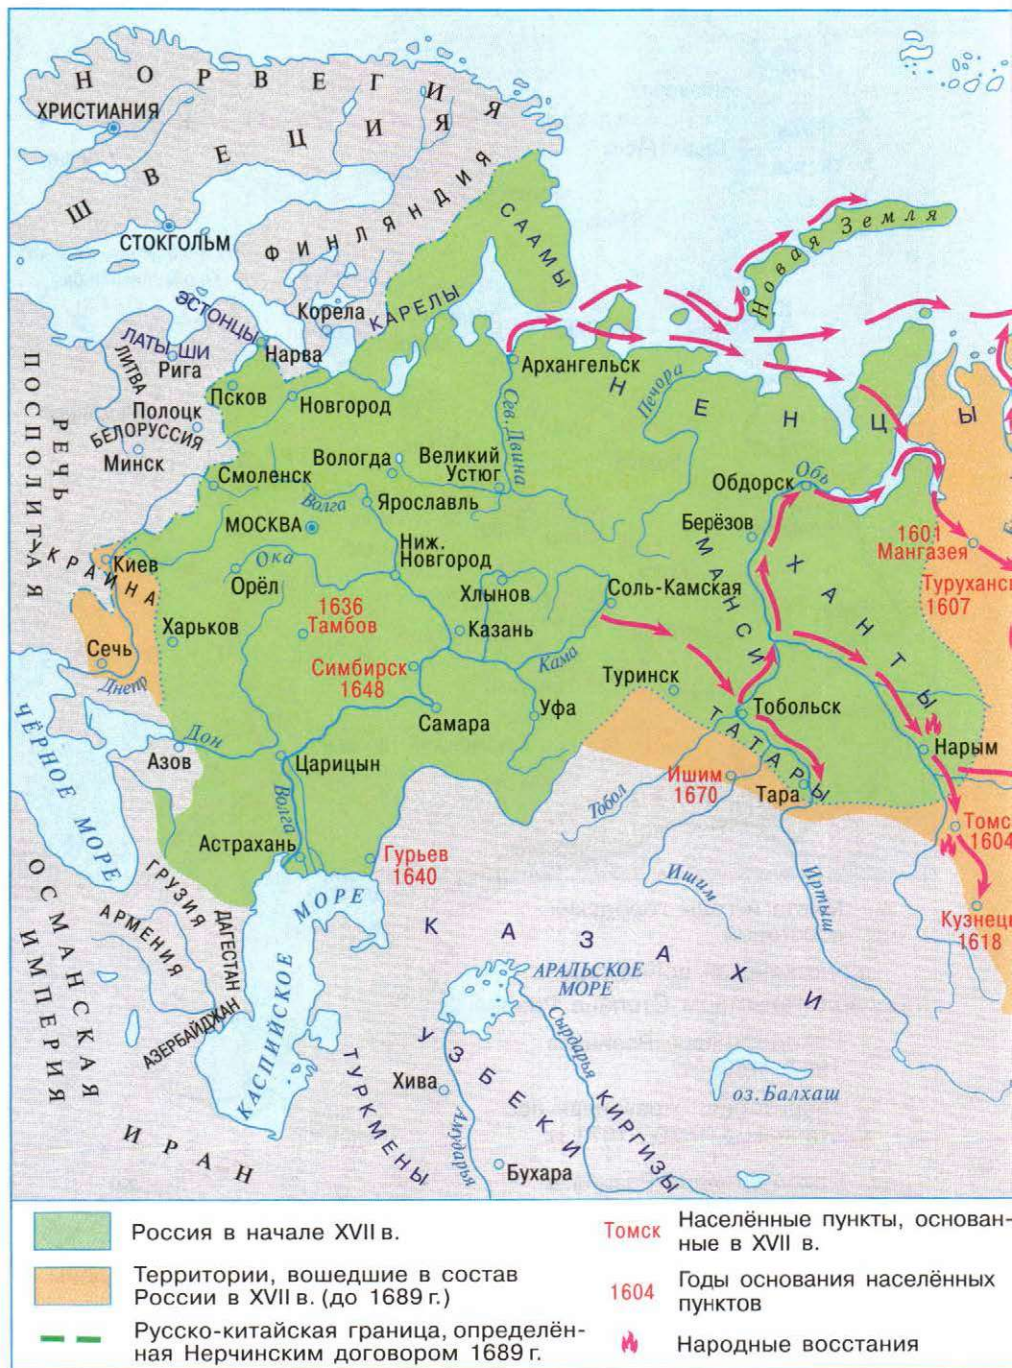 НОРВЕГИЯ
ХРИСТИАНИЯ
ШВЕЦИЯ
СТОКГОЛЬМ
ФИНЛЯНДИЯ
СААМЫ
Новая Земля
ЭСТОНЦЫ
Корела
КАРЕЛЫ
ЛАТЫШИ
Нарва
Рига
ЛИТВА
Архангельск
Печора
НЕНЦЫ
РЕЧЬ
ПОСПОЛИТАЯ
Псков
Новгород
Полоцк
БЕЛОРУССИЯ
Минск
Сев. Двина
Смоленск
Вологда
Великий
Устюг
Обдорск
Обь
Волга
Ярославль
МОСКВА
Берёзов
1601
Мангазея
УКРАИНА
Киев
Ока
Ниж.
Новгород
МАНСИ
ХАНТЫ
Туруханск
1607
Орёл
Хлынов
Соль-Камская
1636
Тамбов
Харьков
Казань
Сечь
Симбирск
1648
Кама
Днепр
Туринск
Самара
Уфа
Тобольск
ТАТАРЫ
Нарым
ЧЁРНОЕ МОРЕ
Дон
Азов
Царицын
Волга
Ишим
1670
Тобол
Тара
Томск
1604
Астрахань
Гурьев
1640
Ишим
Иртыш
Кузнецк
1618
ОСМАНСКАЯ
ИМПЕРИЯ
ГРУЗИЯ
АРМЕНИЯ
ДАГЕСТАН
АЗЕРБАЙДЖАН
КАСПИЙСКОЕ МОРЕ
КАЗАХИ
АРАЛЬСКОЕ
МОРЕ
Сырдарья
УЗБЕКИ
ТУРКМЕНЫ
Хива
Амударья
КИРГИЗЫ
оз. Балхаш
Бухара
ИРАН
Россия в начале XVII в.
Территории, вошедшие в состав
России в XVII в. (до 1689 г.)
Русско-китайская граница, определён-
ная Нерчинским договором 1689 г.
Томск
Населённые пункты, основан-
ные в XVII в.
1604
Годы основания населённых
пунктов
Народные восстания